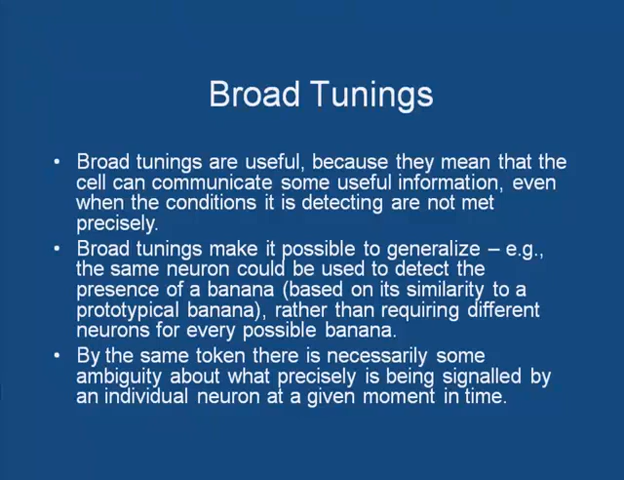 Broad Tunings
• Broad tunings are useful, because they mean that the
cell can communicate some useful information, even
when the conditions it is detecting are not met
precisely.
• Broad tunings make it possible to generalize – e.g.,
the same neuron could be used to detect the
presence of a banana (based on its similarity to a
prototypical banana), rather than requiring different
neurons for every possible banana.
• By the same token there is necessarily some
ambiguity about what precisely is being signalled by
an individual neuron at a given moment in time.